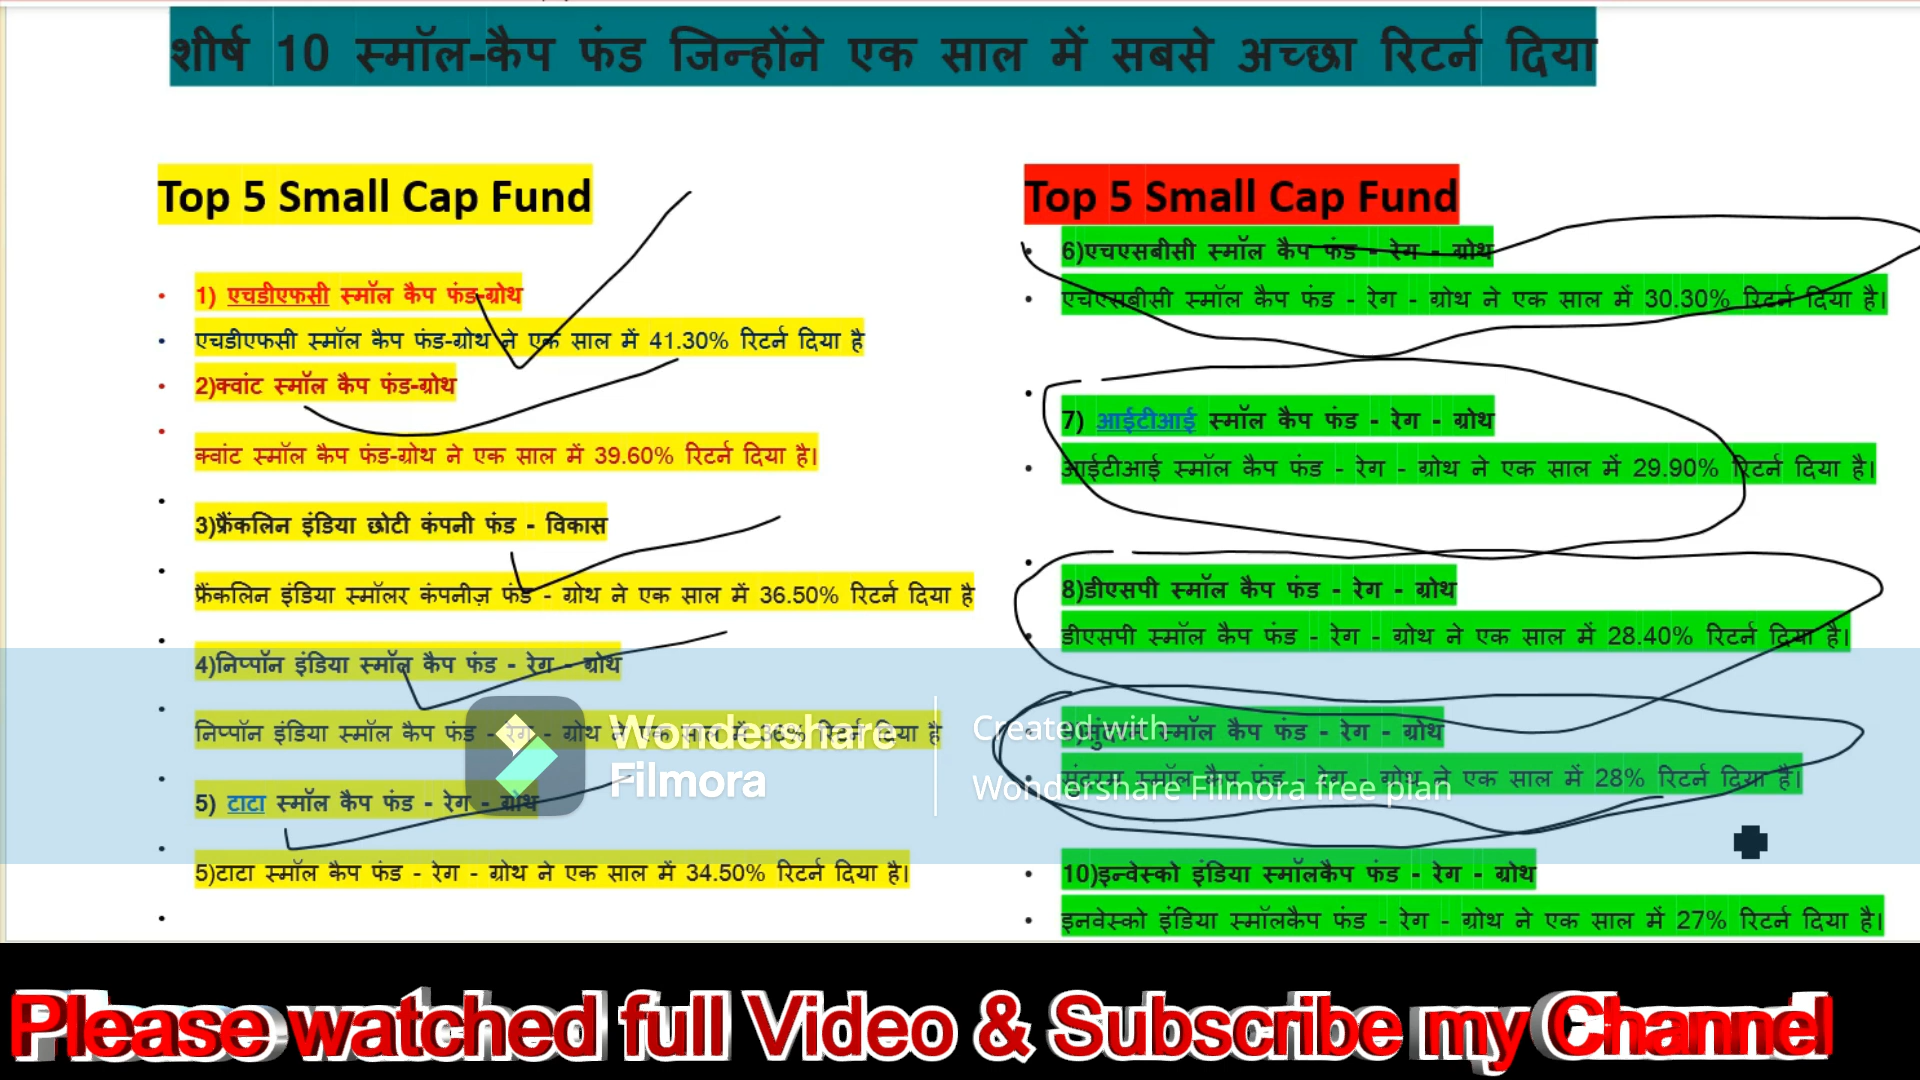 शीर्ष 10 स्मॉल-कैप फंड जिन्होंने एक साल में सबसे अच्छा रिटर्न दिया
Top 5 Small Cap Fund
1) एचडीएफसी स्मॉल कैप फंड-ग्रोथ
एचडीएफसी स्मॉल कैप फंड-ग्रोथ ने एक साल में 41.30% रिटर्न दिया है
2)क्वांट स्मॉल कैप फंड-ग्रोथ
क्वांट स्मॉल कैप फंड-ग्रोथ ने एक साल में 39.60% रिटर्न दिया है।
3)फ्रैंकलिन इंडिया छोटी कंपनी फंड - विकास
फ्रैंकलिन इंडिया स्मॉलर कंपनीज़ फंड - ग्रोथ ने एक साल में 36.50% रिटर्न दिया है
4)निप्पॉन इंडिया स्मॉल कैप फंड - रेग - ग्रोथ
निप्पॉन इंडिया स्मॉल कैप फंड - रेग - ग्रोथ ने एक साल में 36% रिटर्न दिया है
5) टाटा स्मॉल कैप फंड - रेग - ग्रोथ
5)टाटा स्मॉल कैप फंड - रेग - ग्रोथ ने एक साल में 34.50% रिटर्न दिया है।
Top 5 Small Cap Fund
6)एचएसबीसी स्मॉल कैप फंड - रेग - ग्रोथ
एचएसबीसी स्मॉल कैप फंड - रेग - ग्रोथ ने एक साल में 30.30% रिटर्न दिया है।
7) आईटीआई स्मॉल कैप फंड - रेग - ग्रोथ
आईटीआई स्मॉल कैप फंड - रेग - ग्रोथ ने एक साल में 29.90% रिटर्न दिया है।
8)डीएसपी स्मॉल कैप फंड - रेग - ग्रोथ
डीएसपी स्मॉल कैप फंड - रेग - ग्रोथ ने एक साल में 28.40% रिटर्न दिया है।
स्मॉल कैप फंड - रेग - ग्रोथ
सुंदरम स्मॉल कैप फंड - रेग - ग्रोथ ने एक साल में 28% रिटर्न दिया है।
10)इन्वेस्को इंडिया स्मॉलकैप फंड - रेग - ग्रोथ
इनवेस्को इंडिया स्मॉलकैप फंड - रेग - ग्रोथ ने एक साल में 27% रिटर्न दिया है।
Wondershare
Filmora
Created with
Wondershare Filmora free plan
Please watched full Video & Subscribe my Channel